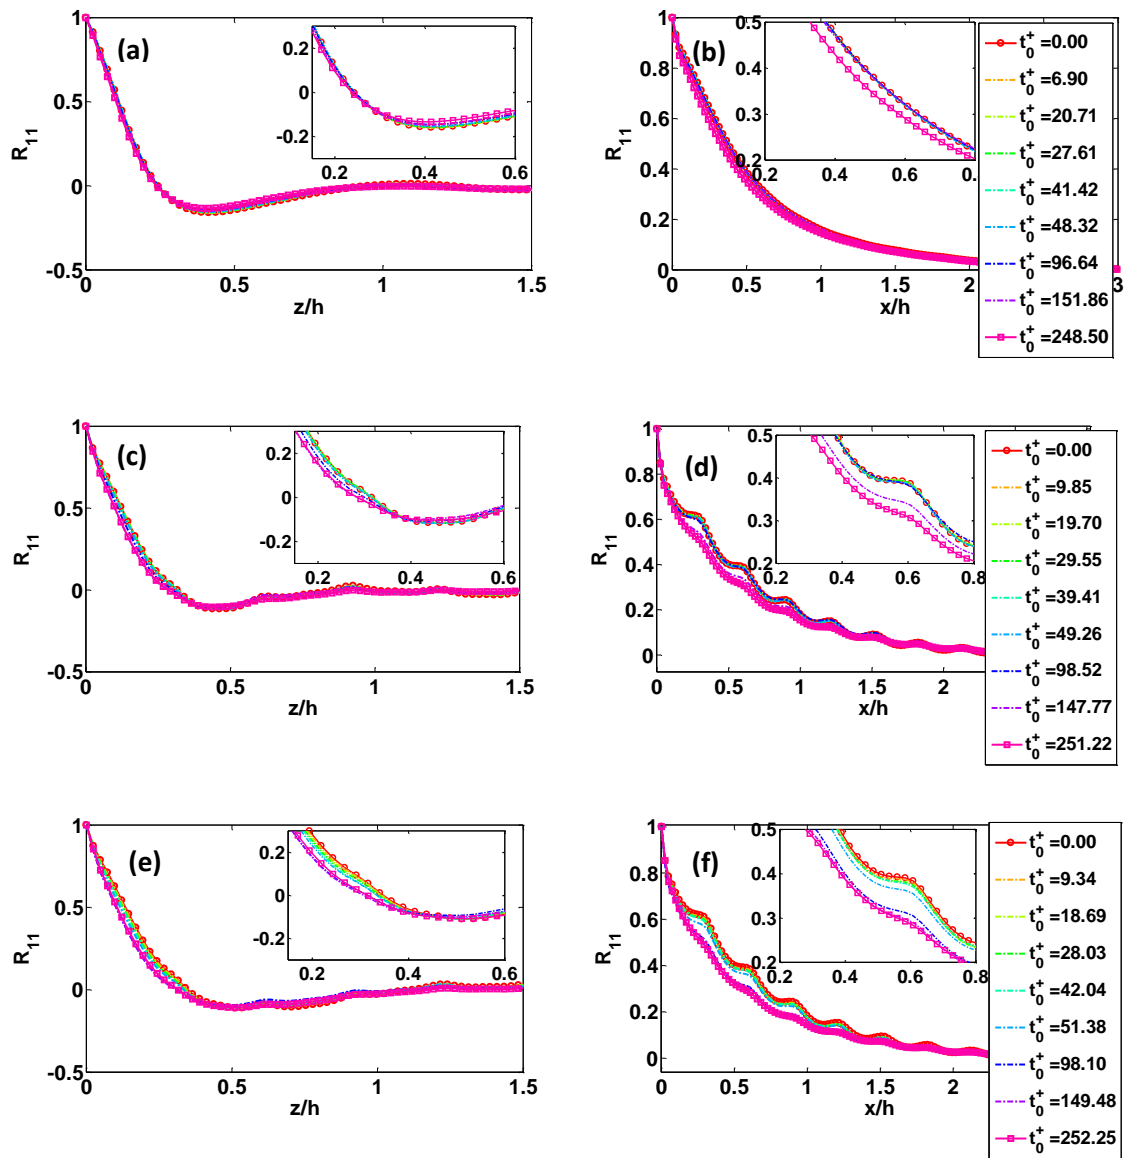 (a)
R11
1
0.5
0
-0.5
0
0.5
1
1.5
z/h
0.2
0
-0.2
0.2
0.4
0.6
(b)
R11
1
0.8
0.6
0.4
0.2
0
0
0.5
1
1.5
2
3
x/h
0.5
0.4
0.3
0.2
0.2
0.4
0.6
0.8
t0+ =0.00
t0+ =6.90
t0+ =20.71
t0+ =27.61
t0+ =41.42
t0+ =48.32
t0+ =96.64
t0+ =151.86
t0+ =248.50
(c)
R11
1
0.5
0
-0.5
0
0.5
1
1.5
z/h
0.2
0
-0.2
0.2
0.4
0.6
(d)
R11
1
0.8
0.6
0.4
0.2
0
0
0.5
1
1.5
2
x/h
0.5
0.4
0.3
0.2
0.2
0.4
0.6
0.8
t0+ =0.00
t0+ =9.85
t0+ =19.70
t0+ =29.55
t0+ =39.41
t0+ =49.26
t0+ =98.52
t0+ =147.77
t0+ =251.22
(e)
R11
1
0.5
0
-0.5
0
0.5
1
1.5
z/h
0.2
0
-0.2
0.2
0.4
0.6
(f)
R11
1
0.8
0.6
0.4
0.2
0
0
0.5
1
1.5
2
x/h
0.5
0.4
0.3
0.2
0.2
0.4
0.6
0.8
t0+ =0.00
t0+ =9.34
t0+ =18.69
t0+ =28.03
t0+ =42.04
t0+ =51.38
t0+ =98.10
t0+ =149.48
t0+ =252.25